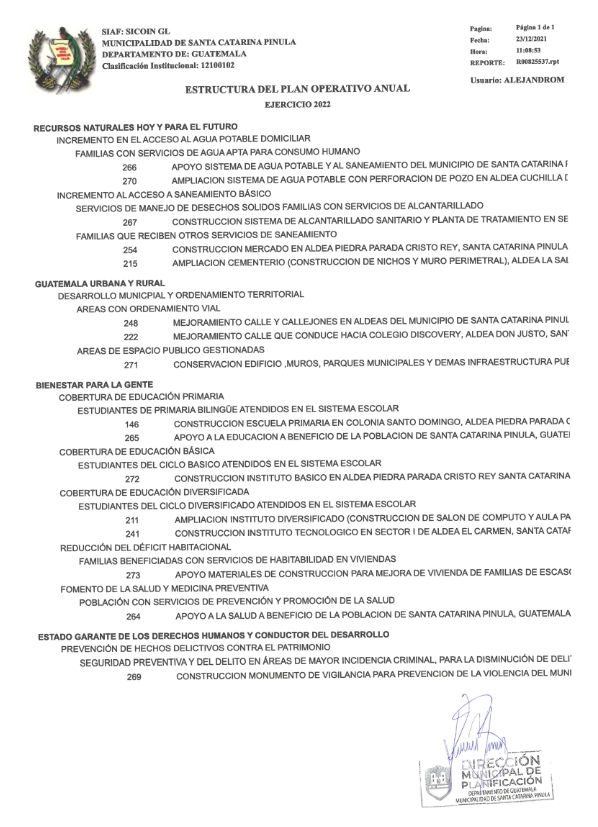 SIAF: SICOIN GL
MUNICIPALIDAD DE SANTA CATARINA PINULA
DEPARTAMENTO DE: GUATEMALA
Clasificación Institucional: 12100102
Pagina: Página 1 de 1
Fecha: 23/12/2021
Hora: 11:08:53
REPORTE: R00825537.rpt
Usuario: ALEJANDROM
ESTRUCTURA DEL PLAN OPERATIVO ANUAL
EJERCICIO 2022
RECURSOS NATURALES HOY Y PARA EL FUTURO
INCREMENTO EN EL ACCESO AL AGUA POTABLE DOMICILIAR
FAMILIAS CON SERVICIOS DE AGUA APTA PARA CONSUMO HUMANO
266 APOYO SISTEMA DE AGUA POTABLE Y AL SANEAMIENTO DEL MUNICIPIO DE SANTA CATARINA
270 AMPLIACION SISTEMA DE AGUA POTABLE CON PERFORACION DE POZO EN ALDEA CUCHILLA
INCREMENTO AL ACCESO A SANEAMIENTO BÁSICO
SERVICIOS DE MANEJO DE DESECHOS SOLIDOS FAMILIAS CON SERVICIOS DE ALCANTARILLADO
267 CONSTRUCCION SISTEMA DE ALCANTARILLADO SANITARIO Y PLANTA DE TRATAMIENTO EN SE
FAMILIAS QUE RECIBEN OTROS SERVICIOS DE SANEAMIENTO
254 CONSTRUCCION MERCADO EN ALDEA PIEDRA PARADA CRISTO REY, SANTA CATARINA PINULA
215 AMPLIACION CEMENTERIO (CONSTRUCCION DE NICHOS Y MURO PERIMETRAL), ALDEA LA SAL
GUATEMALA URBANA Y RURAL
DESARROLLO MUNICPIAL Y ORDENAMIENTO TERRITORIAL
AREAS CON ORDENAMIENTO VIAL
248 MEJORAMIENTO CALLE Y CALLEJONES EN ALDEAS DEL MUNICIPIO DE SANTA CATARINA PINUL
222 MEJORAMIENTO CALLE QUE CONDUCE HACIA COLEGIO DISCOVERY, ALDEA DON JUSTO, SAN
AREAS DE ESPACIO PUBLICO GESTIONADAS
271 CONSERVACION EDIFICIO ,MUROS, PARQUES MUNICIPALES Y DEMAS INFRAESTRUCTURA PUE
BIENESTAR PARA LA GENTE
COBERTURA DE EDUCACIÓN PRIMARIA
ESTUDIANTES DE PRIMARIA BILINGÜE ATENDIDOS EN EL SISTEMA ESCOLAR
146 CONSTRUCCION ESCUELA PRIMARIA EN COLONIA SANTO DOMINGO, ALDEA PIEDRA PARADA C
265 APOYO A LA EDUCACION A BENEFICIO DE LA POBLACION DE SANTA CATARINA PINULA, GUATE
COBERTURA DE EDUCACIÓN BÁSICA
ESTUDIANTES DEL CICLO BASICO ATENDIDOS EN EL SISTEMA ESCOLAR
272 CONSTRUCCION INSTITUTO BASICO EN ALDEA PIEDRA PARADA CRISTO REY SANTA CATARINA
COBERTURA DE EDUCACIÓN DIVERSIFICADA
ESTUDIANTES DEL CICLO DIVERSIFICADO ATENDIDOS EN EL SISTEMA ESCOLAR
211 AMPLIACION INSTITUTO DIVERSIFICADO (CONSTRUCCION DE SALON DE COMPUTO Y AULA PA
241 CONSTRUCCION INSTITUTO TECNOLOGICO EN SECTOR I DE ALDEA EL CARMEN, SANTA CATAF
REDUCCIÓN DEL DÉFICIT HABITACIONAL
FAMILIAS BENEFICIADAS CON SERVICIOS DE HABITABILIDAD EN VIVIENDAS
273 APOYO MATERIALES DE CONSTRUCCION PARA MEJORA DE VIVIENDA DE FAMILIAS DE ESCAS
FOMENTO DE LA SALUD Y MEDICINA PREVENTIVA
POBLACIÓN CON SERVICIOS DE PREVENCIÓN Y PROMOCIÓN DE LA SALUD
264 APOYO A LA SALUD A BENEFICIO DE LA POBLACION DE SANTA CATARINA PINULA, GUATEMALA
ESTADO GARANTE DE LOS DERECHOS HUMANOS Y CONDUCTOR DEL DESARROLLO
PREVENCIÓN DE HECHOS DELICTIVOS CONTRA EL PATRIMONIO
SEGURIDAD PREVENTIVA Y DEL DELITO EN ÁREAS DE MAYOR INCIDENCIA CRIMINAL, PARA LA DISMINUCIÓN DE DELI
269 CONSTRUCCION MONUMENTO DE VIGILANCIA PARA PREVENCION DE LA VIOLENCIA DEL MUNI
DIRECCIÓN
MUNICIPAL DE
PLANIFICACIÓN
DEPARTAMENTO DE GUATEMALA
MUNICIPALIDAD DE SANTA CATARINA PINULA